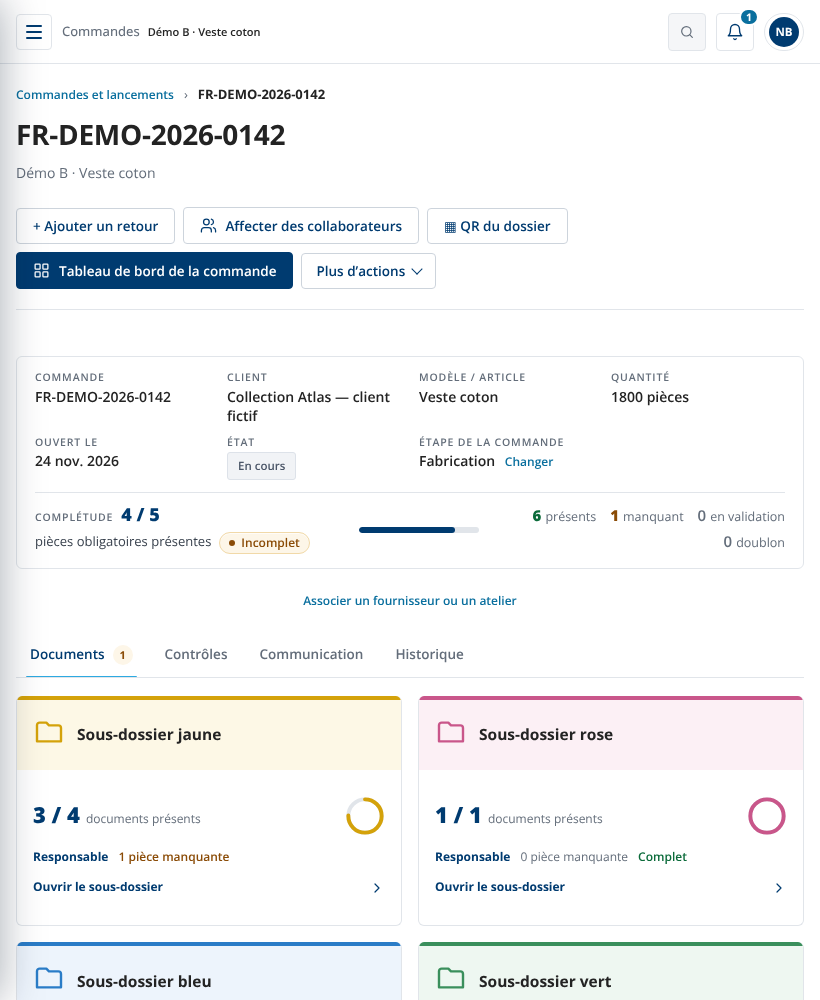 Commandes Démo B · Veste coton
1
NB
Commandes et lancements › FR-DEMO-2026-0142
FR-DEMO-2026-0142
Démo B · Veste coton
+ Ajouter un retour
Affecter des collaborateurs
QR du dossier
Tableau de bord de la commande
Plus d’actions
COMMANDE
FR-DEMO-2026-0142
CLIENT
Collection Atlas — client
fictif
MODÈLE / ARTICLE
Veste coton
QUANTITÉ
1800 pièces
OUVERT LE
24 nov. 2026
ÉTAT
En cours
ÉTAPE DE LA COMMANDE
Fabrication Changer
COMPLÉTUDE 4 / 5
pièces obligatoires présentes Incomplet
6 présents 1 manquant 0 en validation
0 doublon
Associer un fournisseur ou un atelier
Documents 1 Contrôles Communication Historique
Sous-dossier jaune
3 / 4 documents présents
Responsable 1 pièce manquante
Ouvrir le sous-dossier
Sous-dossier rose
1 / 1 documents présents
Responsable 0 pièce manquante Complet
Ouvrir le sous-dossier
Sous-dossier bleu
Sous-dossier vert